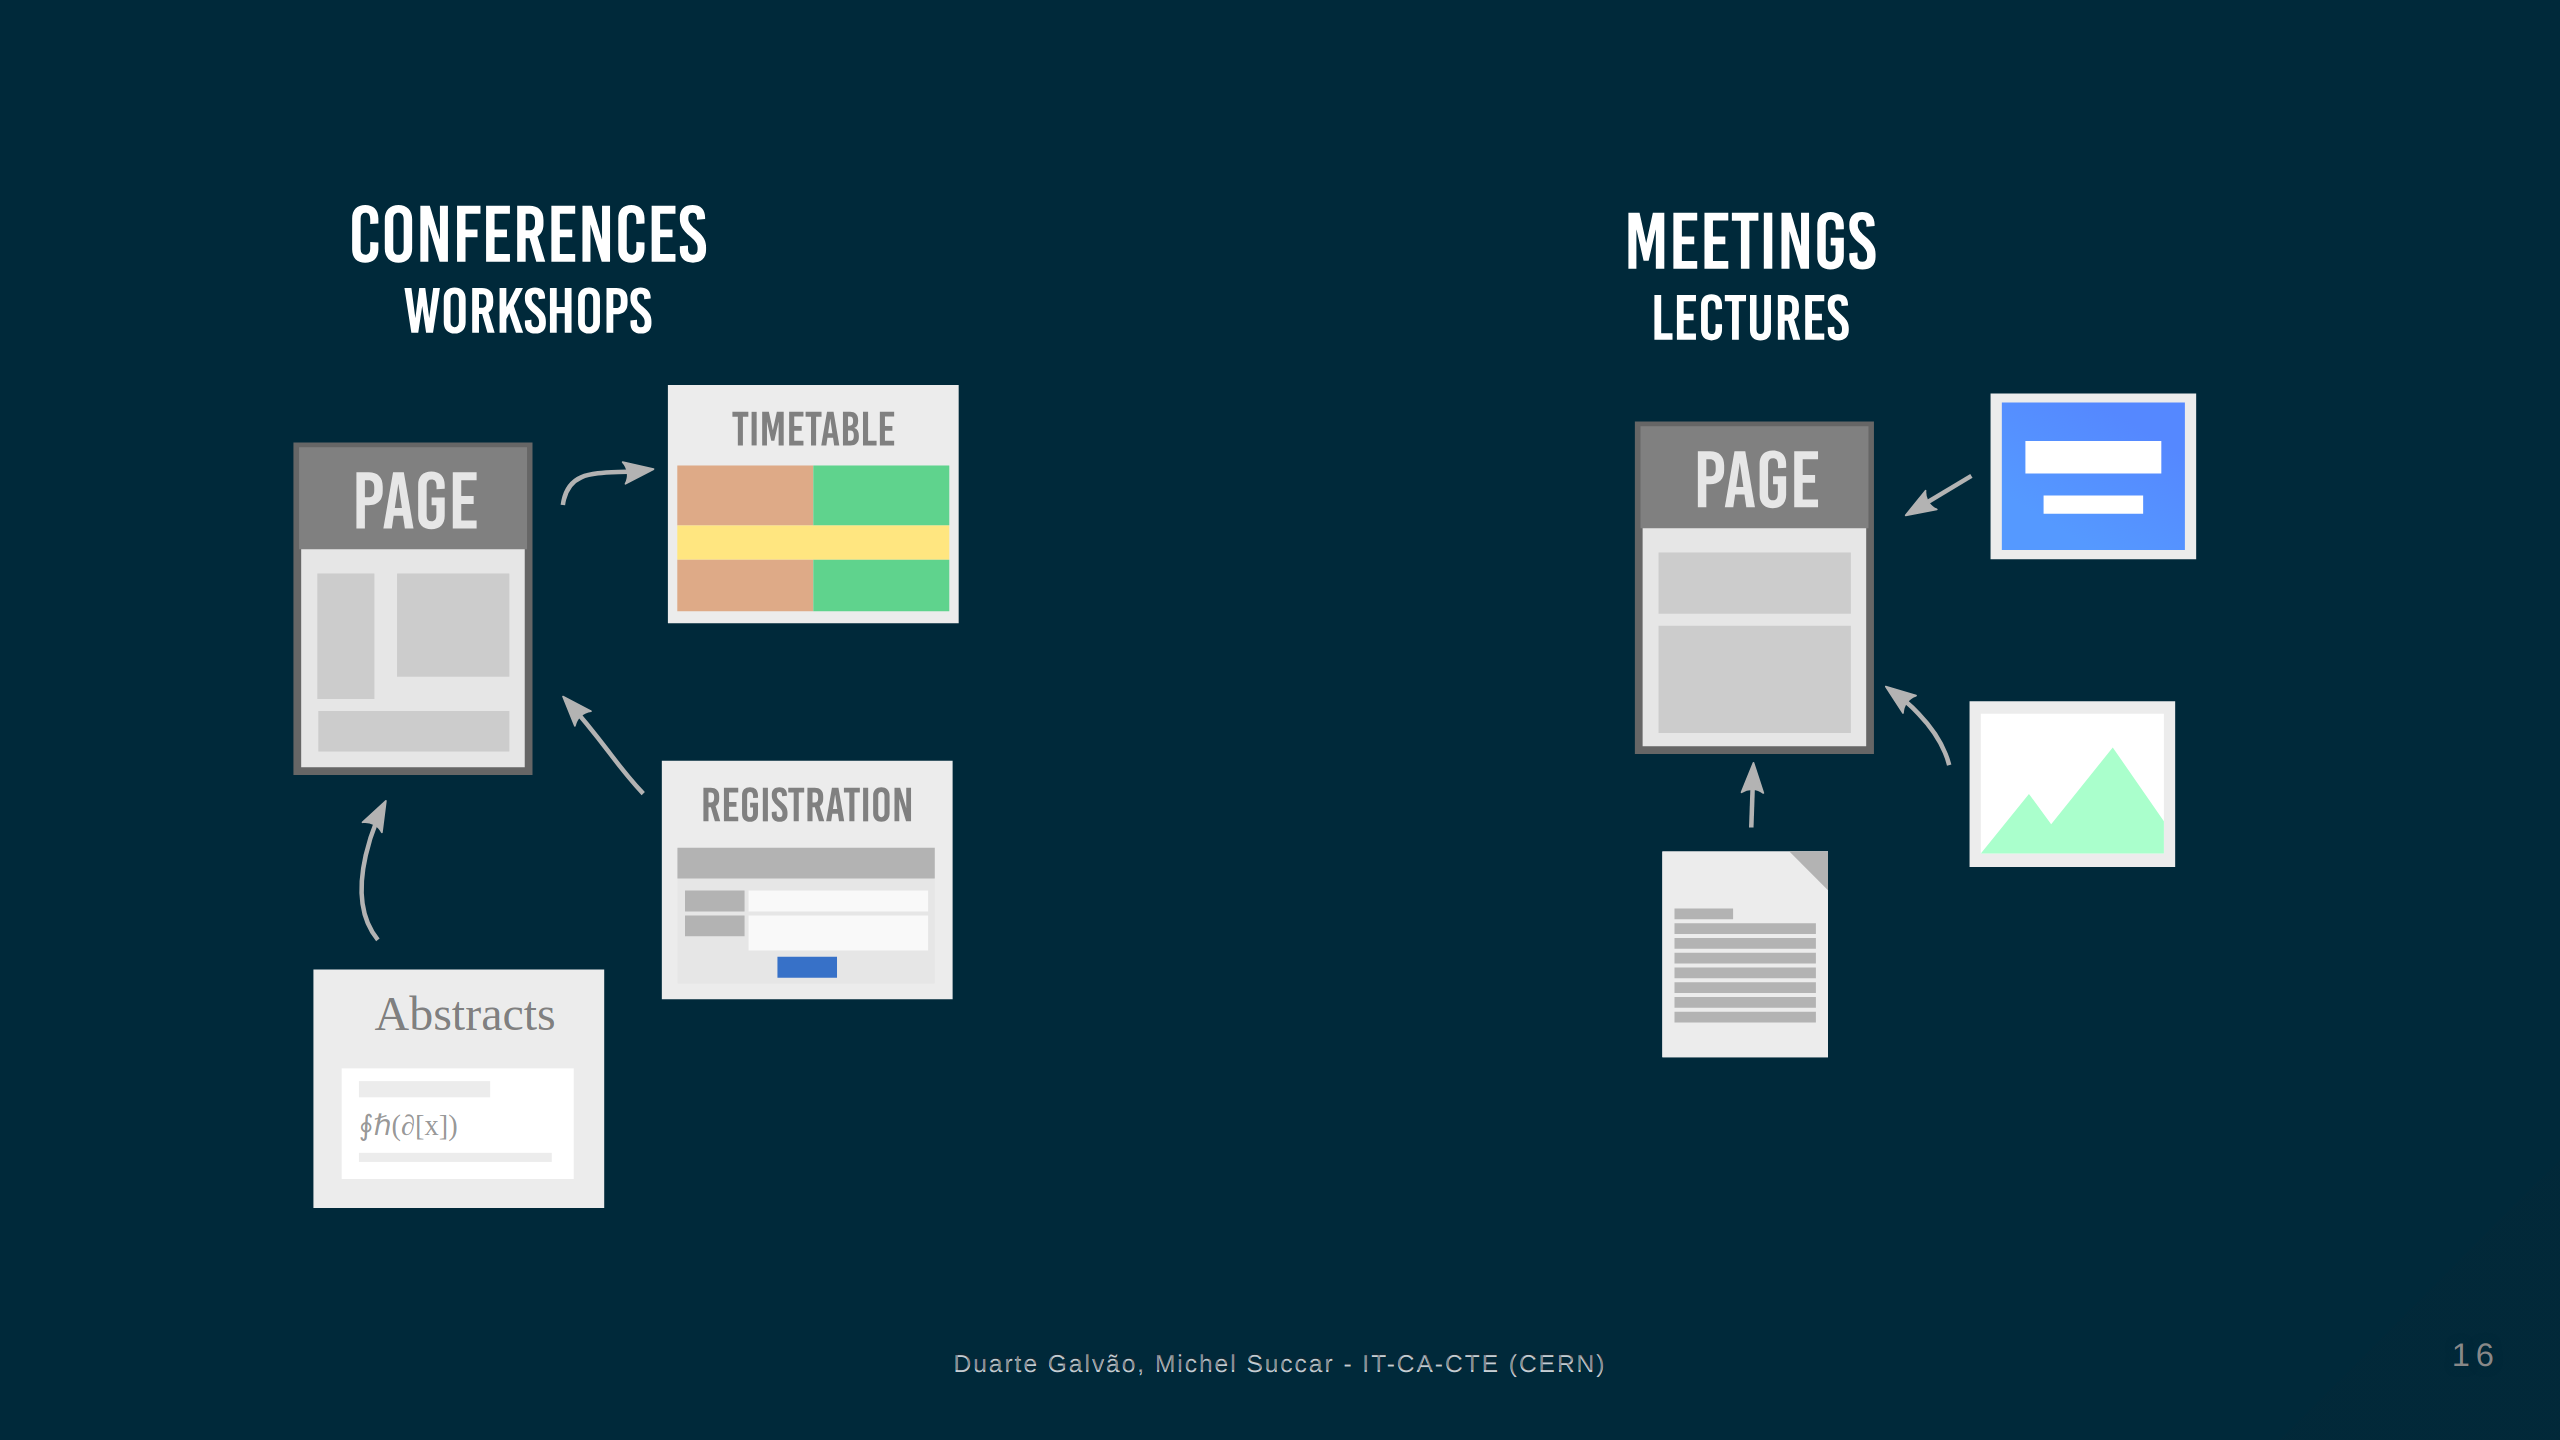 CONFERENCES
WORKSHOPS
PAGE
TIMETABLE
REGISTRATION
Abstracts
∮ℏ(∂[x])
MEETINGS
LECTURES
PAGE
Duarte Galvão, Michel Succar - IT-CA-CTE (CERN)
16